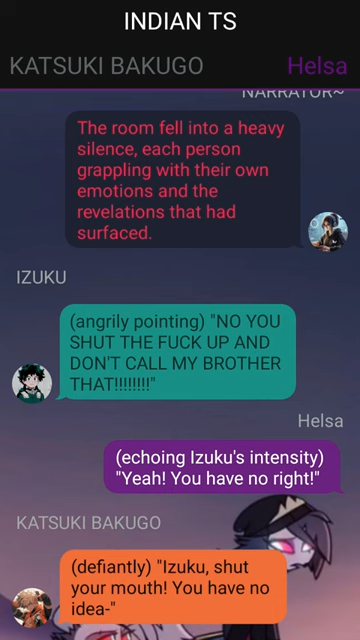 INDIAN TS
KATSUKI BAKUGO Helsa
NARRATOR~
The room fell into a heavy
silence, each person
grappling with their own
emotions and the
revelations that had
surfaced.
IZUKU
(angrily pointing) "NO YOU
SHUT THE FUCK UP AND
DON'T CALL MY BROTHER
THAT!!!!!!!!"
Helsa
(echoing Izuku's intensity)
"Yeah! You have no right!"
KATSUKI BAKUGO
(defiantly) "Izuku, shut
your mouth! You have no
idea-"